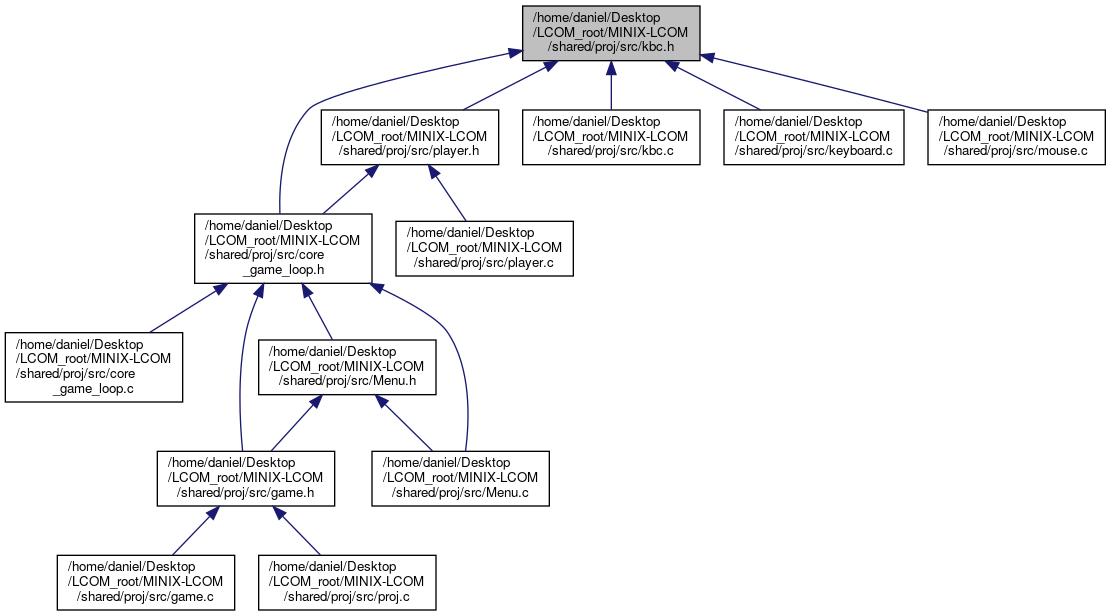 /home/daniel/Desktop
/LCOM_root/MINIX-LCOM
/shared/proj/src/kbc.h
/home/daniel/Desktop
/LCOM_root/MINIX-LCOM
/shared/proj/src/player.h
/home/daniel/Desktop
/LCOM_root/MINIX-LCOM
/shared/proj/src/kbc.c
/home/daniel/Desktop
/LCOM_root/MINIX-LCOM
/shared/proj/src/keyboard.c
/home/daniel/Desktop
/LCOM_root/MINIX-LCOM
/shared/proj/src/mouse.c
/home/daniel/Desktop
/LCOM_root/MINIX-LCOM
/shared/proj/src/core
_game_loop.h
/home/daniel/Desktop
/LCOM_root/MINIX-LCOM
/shared/proj/src/player.c
/home/daniel/Desktop
/LCOM_root/MINIX-LCOM
/shared/proj/src/core
_game_loop.c
/home/daniel/Desktop
/LCOM_root/MINIX-LCOM
/shared/proj/src/Menu.h
/home/daniel/Desktop
/LCOM_root/MINIX-LCOM
/shared/proj/src/game.h
/home/daniel/Desktop
/LCOM_root/MINIX-LCOM
/shared/proj/src/Menu.c
/home/daniel/Desktop
/LCOM_root/MINIX-LCOM
/shared/proj/src/game.c
/home/daniel/Desktop
/LCOM_root/MINIX-LCOM
/shared/proj/src/proj.c